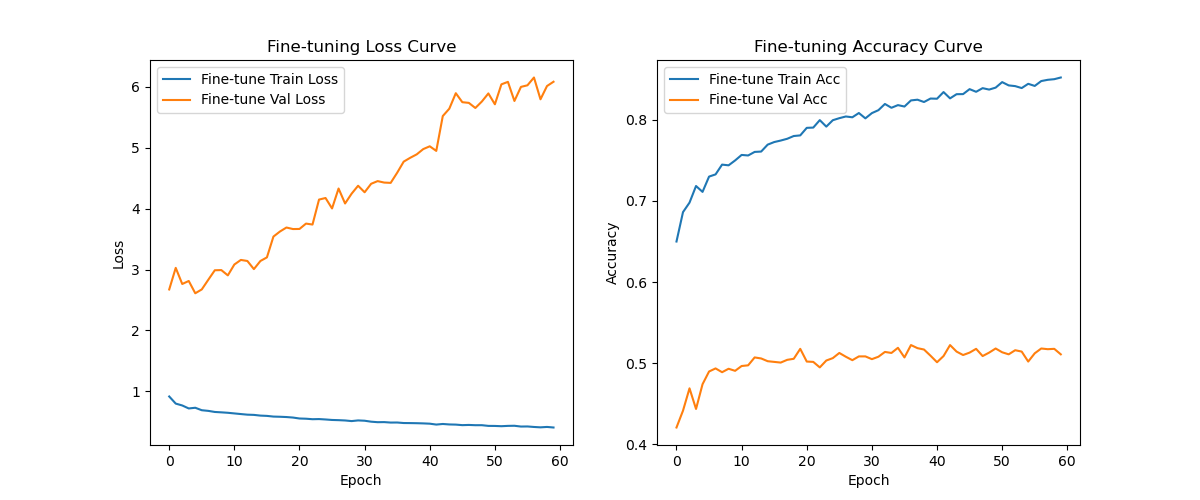 Fine-tuning Loss Curve
Fine-tune Train Loss
Fine-tune Val Loss
6
5
4
3
2
1
Loss
0 10 20 30 40 50 60
Epoch
Fine-tuning Accuracy Curve
Fine-tune Train Acc
Fine-tune Val Acc
0.8
0.7
0.6
0.5
0.4
Accuracy
0 10 20 30 40 50 60
Epoch